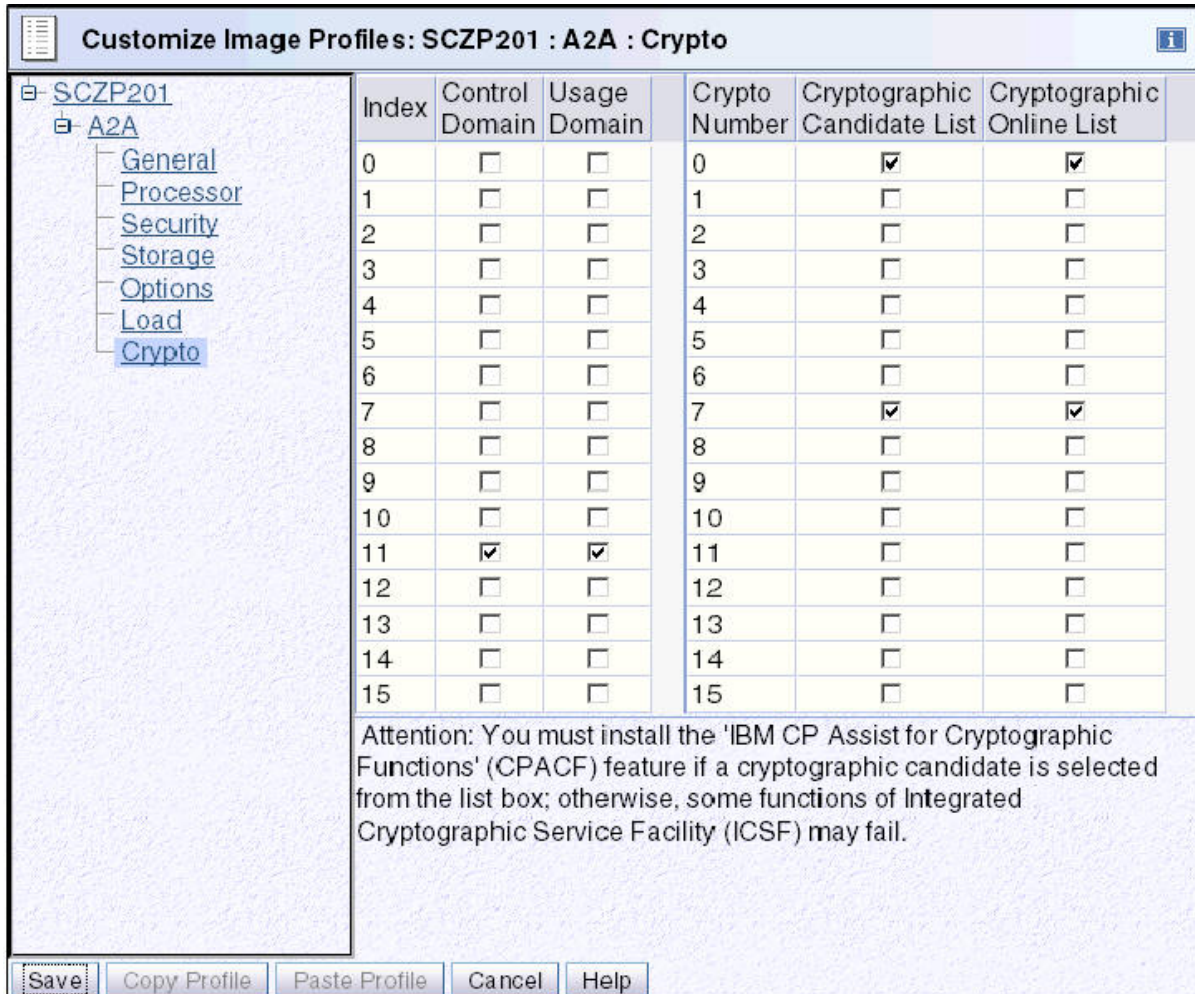 Customize Image Profiles: SCZP201 : A2A : Crypto
i
SCZP201
A2A
General
Processor
Security
Storage
Options
Load
Crypto
Index Control Domain Usage Domain
0
1
2
3
4
5
6
7
8
9
10
11
12
13
14
15
Crypto Number Cryptographic Candidate List Cryptographic Online List
0
1
2
3
4
5
6
7
8
9
10
11
12
13
14
15
Attention: You must install the 'IBM CP Assist for Cryptographic
Functions' (CPACF) feature if a cryptographic candidate is selected
from the list box; otherwise, some functions of Integrated
Cryptographic Service Facility (ICSF) may fail.
Save Copy Profile Paste Profile Cancel Help